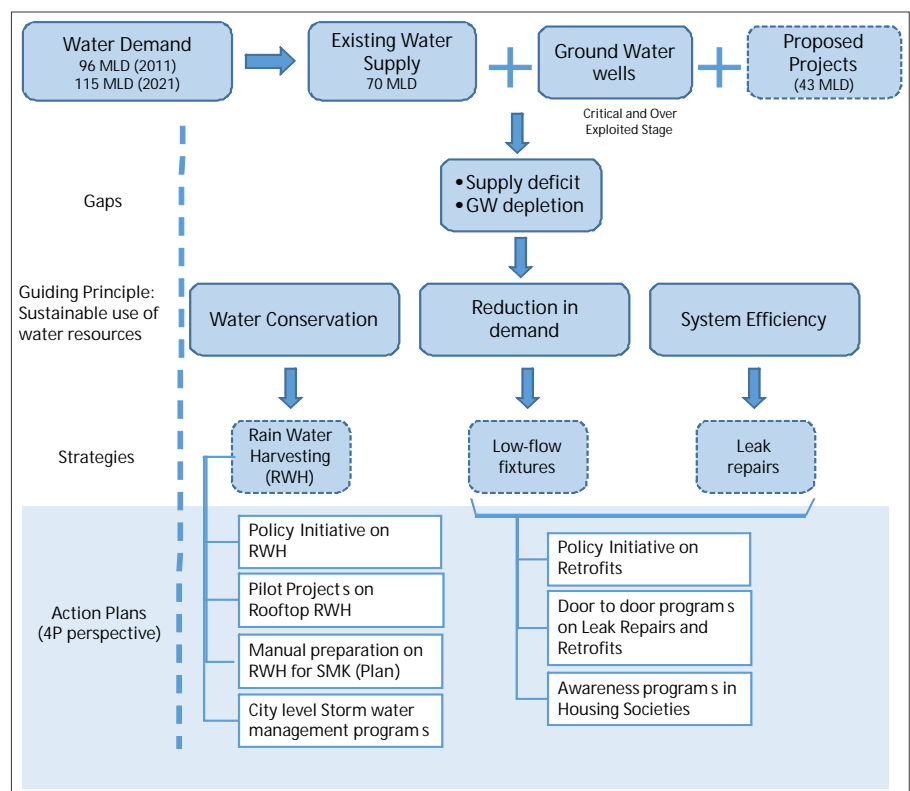 Water Demand
96 MLD (2011)
115 MLD (2021)
Existing Water
Supply
70 MLD
Ground Water
wells
Proposed
Projects
(43 MLD)
Critical and Over
Exploited Stage
Gaps
•Supply deficit
•GW depletion
Guiding Principle:
Sustainable use of
water resources
Water Conservation
Reduction in
demand
System Efficiency
Strategies
Rain Water
Harvesting
(RWH)
Low-flow
fixtures
Leak
repairs
Action Plans
(4P perspective)
Policy Initiative on
RWH
Pilot Projects on
Rooftop RWH
Manual preparation on
RWH for SMK (Plan)
City level Storm water
management programs
Policy Initiative on
Retrofits
Door to door programs
on Leak Repairs and
Retrofits
Awareness programs in
Housing Societies